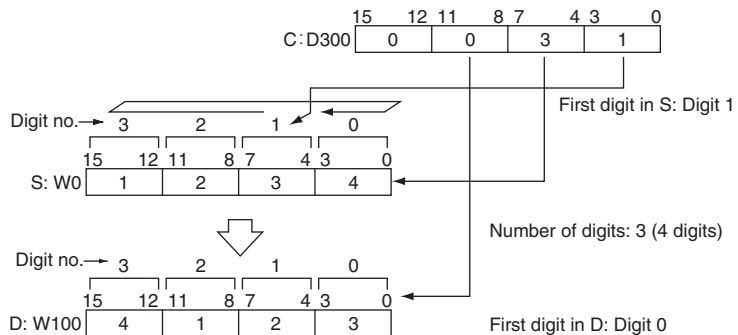 15 12 11 8 7 4 3 0
C:D300 0 0 3 1
First digit in S: Digit 1
Digit no. 3 2 1 0
15 12 11 8 7 4 3 0
S: W0 1 2 3 4
Number of digits: 3 (4 digits)
Digit no. 3 2 1 0
15 12 11 8 7 4 3 0
D: W100 4 1 2 3
First digit in D: Digit 0